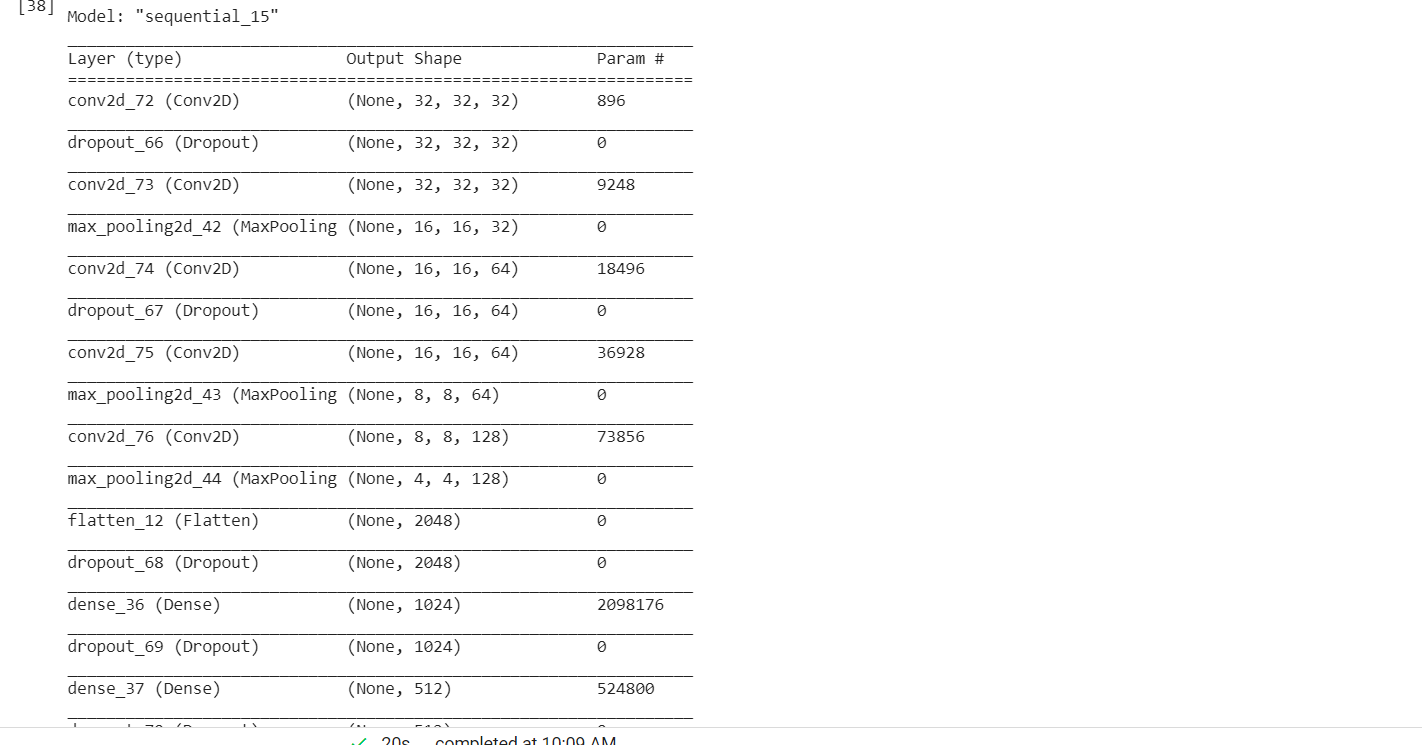 [38] Model: "sequential_15"
Layer (type) Output Shape Param #
=================================================================
conv2d_72 (Conv2D) (None, 32, 32, 32) 896
dropout_66 (Dropout) (None, 32, 32, 32) 0
conv2d_73 (Conv2D) (None, 32, 32, 32) 9248
max_pooling2d_42 (MaxPooling (None, 16, 16, 32) 0
conv2d_74 (Conv2D) (None, 16, 16, 64) 18496
dropout_67 (Dropout) (None, 16, 16, 64) 0
conv2d_75 (Conv2D) (None, 16, 16, 64) 36928
max_pooling2d_43 (MaxPooling (None, 8, 8, 64) 0
conv2d_76 (Conv2D) (None, 8, 8, 128) 73856
max_pooling2d_44 (MaxPooling (None, 4, 4, 128) 0
flatten_12 (Flatten) (None, 2048) 0
dropout_68 (Dropout) (None, 2048) 0
dense_36 (Dense) (None, 1024) 2098176
dropout_69 (Dropout) (None, 1024) 0
dense_37 (Dense) (None, 512) 524800
20s completed at 10:09 AM